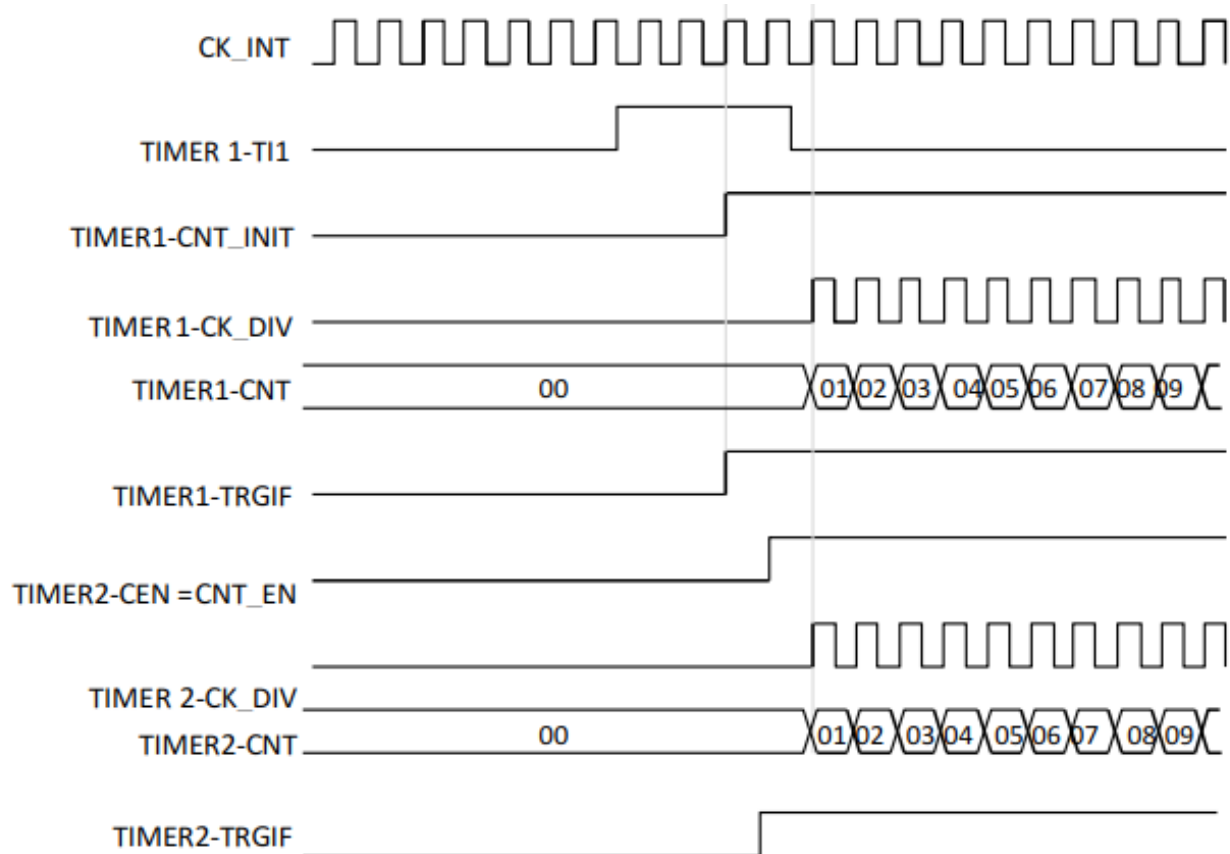 CK_INT
TIMER 1-TI1
TIMER1-CNT_INIT
TIMER1-CK_DIV
TIMER1-CNT 00 01 02 03 04 05 06 07 08 09
TIMER1-TRGIF
TIMER2-CEN =CNT_EN
TIMER 2-CK_DIV
TIMER2-CNT 00 01 02 03 04 05 06 07 08 09
TIMER2-TRGIF